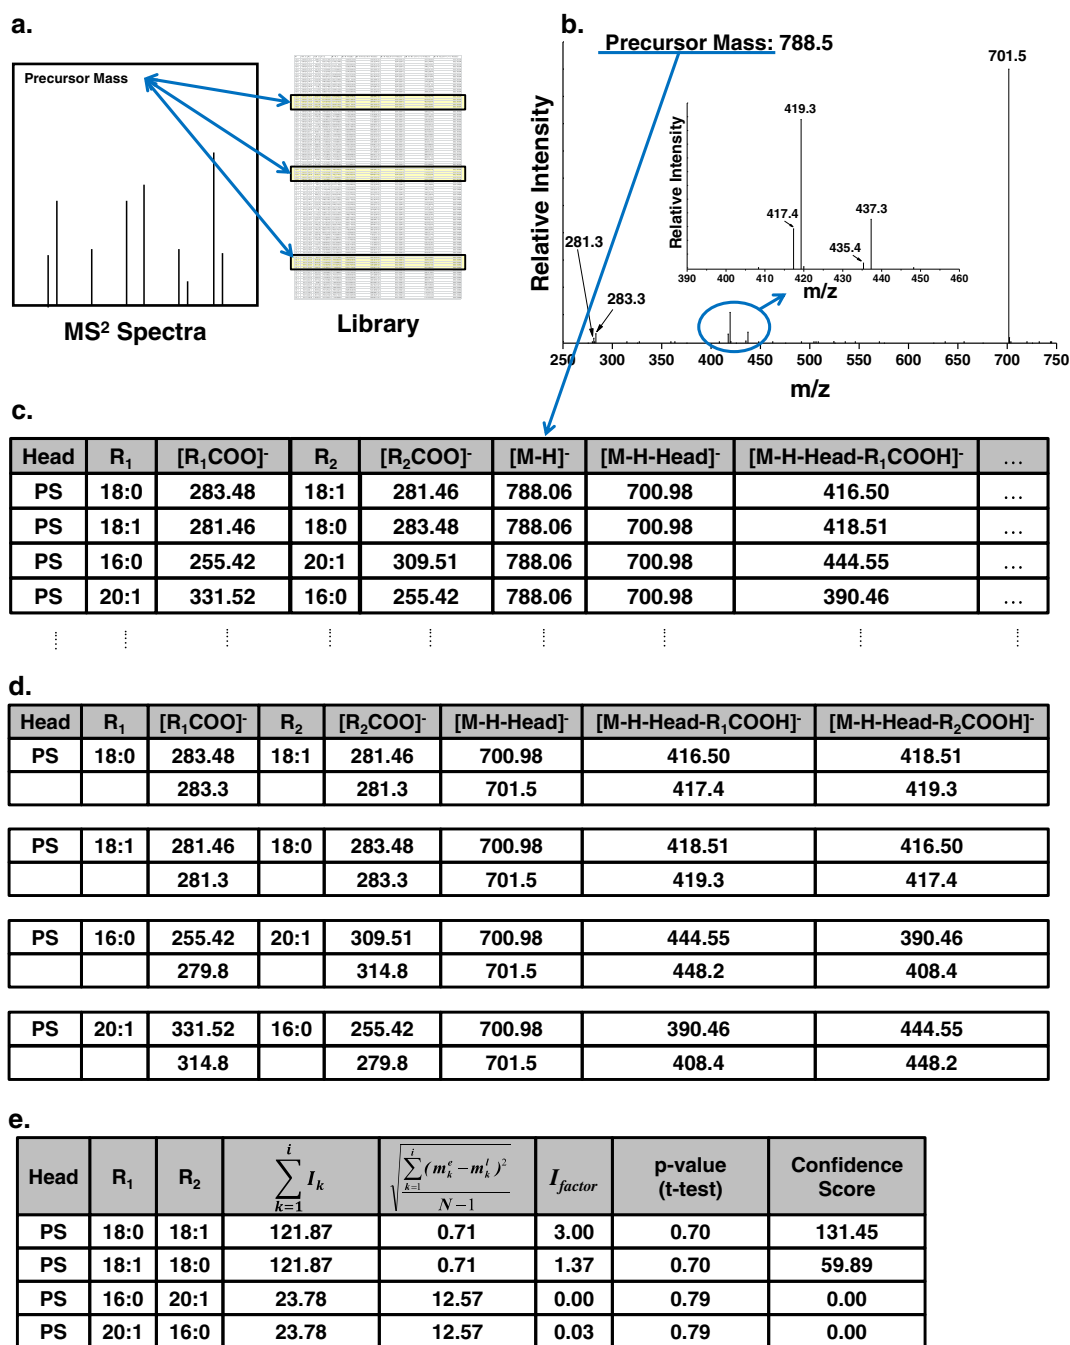 a.
Precursor Mass
MS² Spectra
Library
b.
Precursor Mass: 788.5
Relative Intensity
701.5
281.3
283.3
250 300 350 400 450 500 550 600 650 700 750
m/z
Relative Intensity
419.3
417.4
437.3
435.4
390 400 410 420 430 440 450 460
m/z
c.
Head R₁ [R₁COO]⁻ R₂ [R₂COO]⁻ [M-H]⁻ [M-H-Head]⁻ [M-H-Head-R₁COOH]⁻ ...
PS 18:0 283.48 18:1 281.46 788.06 700.98 416.50 ...
PS 18:1 281.46 18:0 283.48 788.06 700.98 418.51 ...
PS 16:0 255.42 20:1 309.51 788.06 700.98 444.55 ...
PS 20:1 331.52 16:0 255.42 788.06 700.98 390.46 ...
d.
Head R₁ [R₁COO]⁻ R₂ [R₂COO]⁻ [M-H-Head]⁻ [M-H-Head-R₁COOH]⁻ [M-H-Head-R₂COOH]⁻
PS 18:0 283.48 18:1 281.46 700.98 416.50 418.51
283.3 281.3 701.5 417.4 419.3
PS 18:1 281.46 18:0 283.48 700.98 418.51 416.50
281.3 283.3 701.5 419.3 417.4
PS 16:0 255.42 20:1 309.51 700.98 444.55 390.46
279.8 314.8 701.5 448.2 408.4
PS 20:1 331.52 16:0 255.42 700.98 390.46 444.55
314.8 279.8 701.5 408.4 448.2
e.
Head R₁ R₂ ∑_{k=1}^{i} I_k √(∑_{k=1}^{i}(m_k^e − m_k^l)² / N−1) I_factor p-value (t-test) Confidence Score
PS 18:0 18:1 121.87 0.71 3.00 0.70 131.45
PS 18:1 18:0 121.87 0.71 1.37 0.70 59.89
PS 16:0 20:1 23.78 12.57 0.00 0.79 0.00
PS 20:1 16:0 23.78 12.57 0.03 0.79 0.00